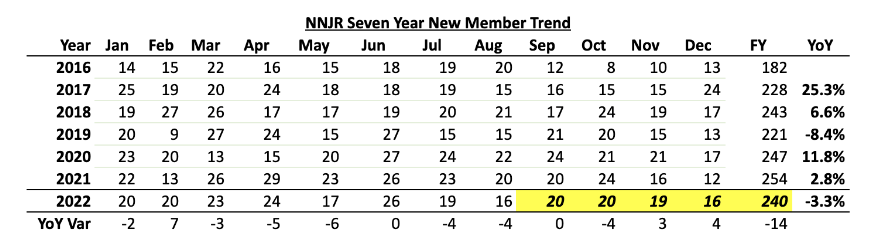 NNJR Seven Year New Member Trend
Year Jan Feb Mar Apr May Jun Jul Aug Sep Oct Nov Dec FY YoY
2016 14 15 22 16 15 18 19 20 12 8 10 13 182
2017 25 19 20 24 18 18 19 15 16 15 15 24 228 25.3%
2018 19 27 26 17 17 19 20 21 17 24 19 17 243 6.6%
2019 20 9 27 24 15 27 15 15 21 20 15 13 221 -8.4%
2020 23 20 13 15 20 27 24 22 24 21 21 17 247 11.8%
2021 22 13 26 29 23 26 23 20 20 24 16 12 254 2.8%
2022 20 20 23 24 17 26 19 16 20 20 19 16 240 -3.3%
YoY Var -2 7 -3 -5 -6 0 -4 -4 0 -4 3 4 -14